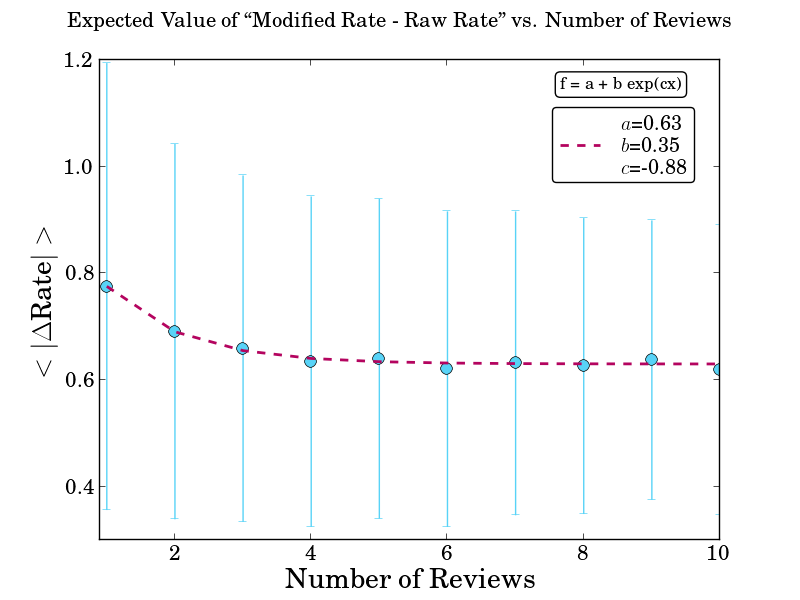 Expected Value of “Modified Rate - Raw Rate” vs. Number of Reviews
1.2
1.0
0.8
0.6
0.4
< |ΔRate| >
f = a + b exp(cx)
a=0.63
b=0.35
c=-0.88
2
4
6
8
10
Number of Reviews